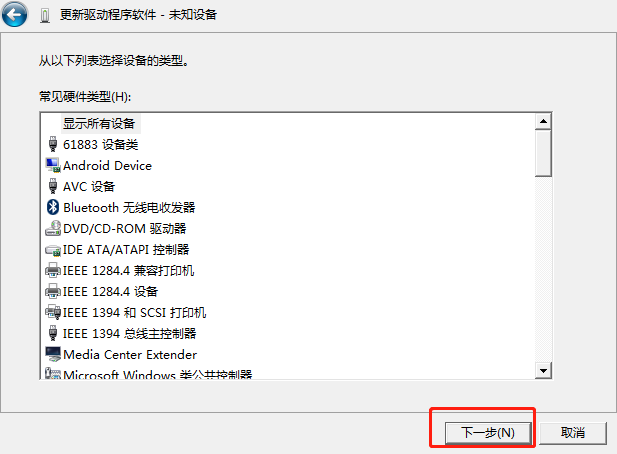 更新驱动程序软件 - 未知设备
从以下列表选择设备的类型。
常见硬件类型(H):
显示所有设备
61883 设备类
Android Device
AVC 设备
Bluetooth 无线电收发器
DVD/CD-ROM 驱动器
IDE ATA/ATAPI 控制器
IEEE 1284.4 兼容打印机
IEEE 1284.4 设备
IEEE 1394 和 SCSI 打印机
IEEE 1394 总线主控制器
Media Center Extender
Microsoft Windows 类公共控制器
下一步(N)
取消